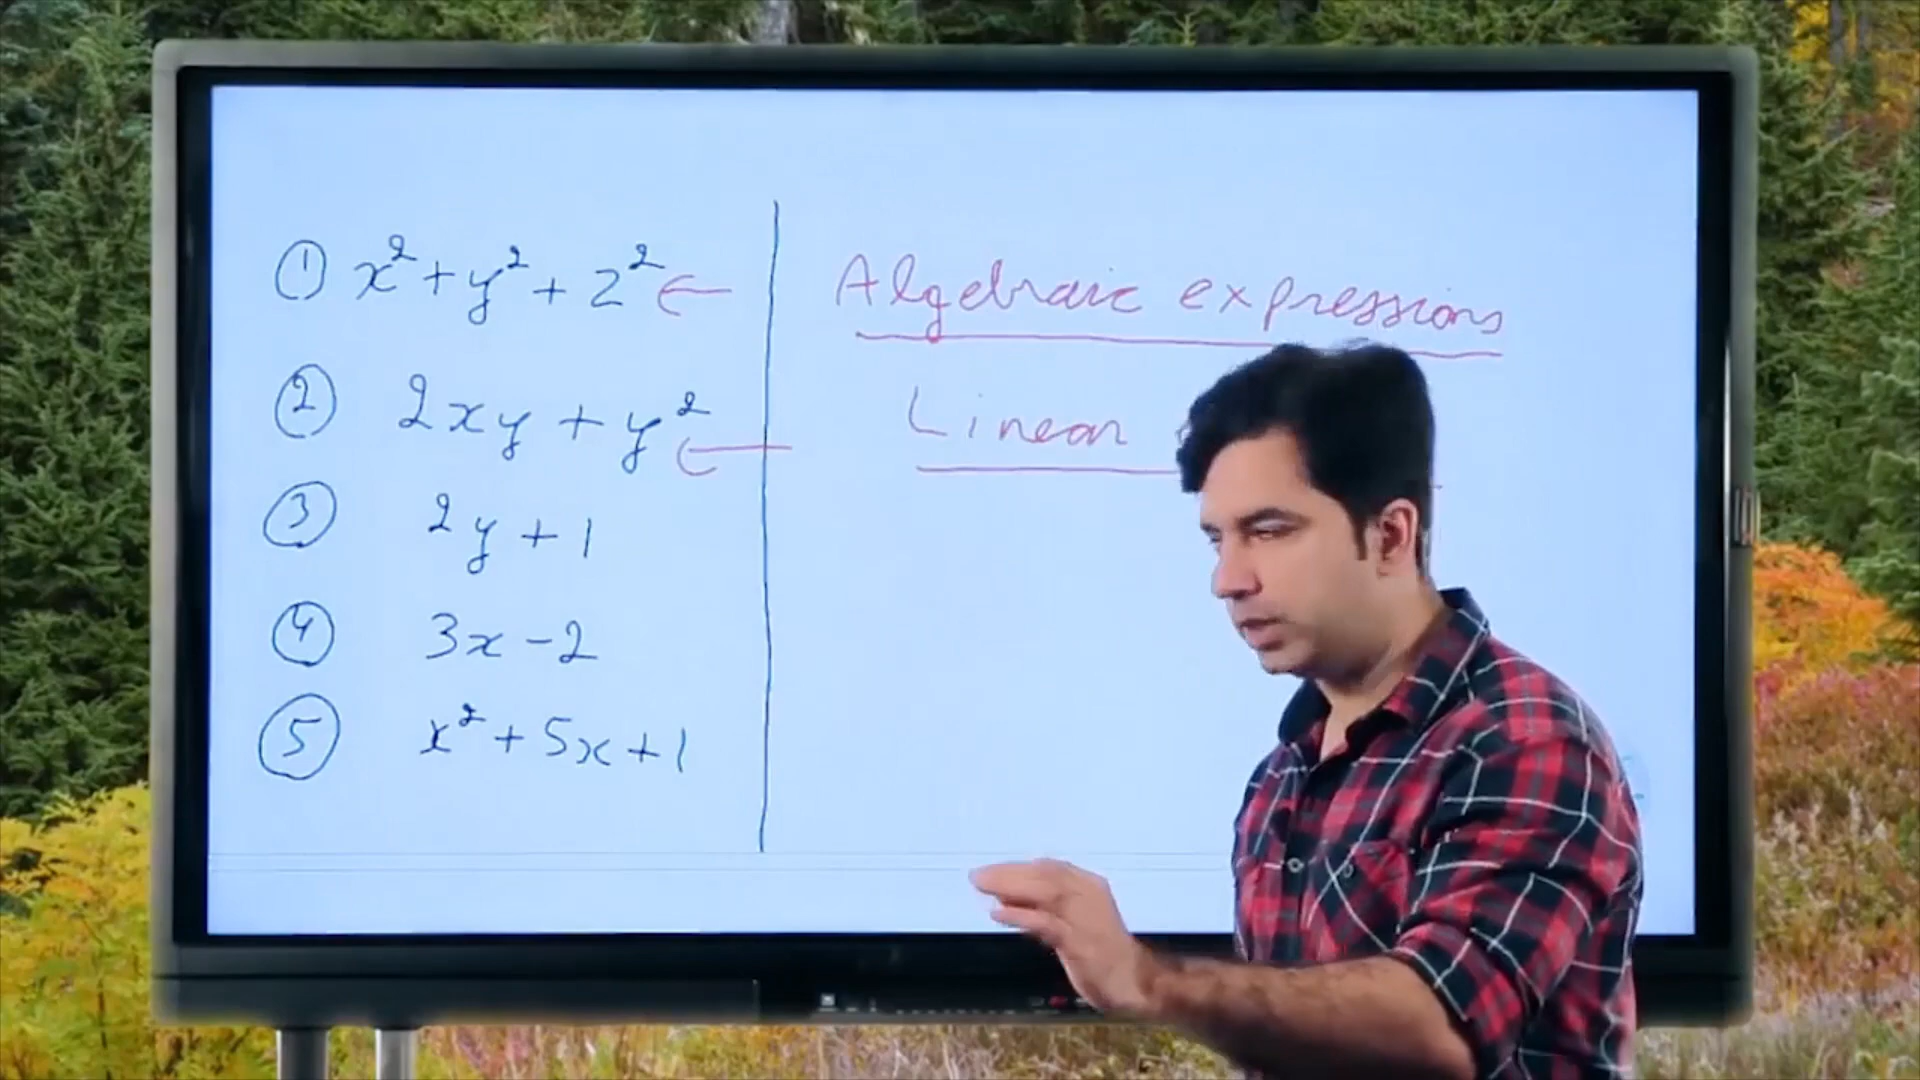 ① x² + y² + z²
② 2xy + y²
③ 2y + 1
④ 3x - 2
⑤ x² + 5x + 1
Algebraic expressions
Linear